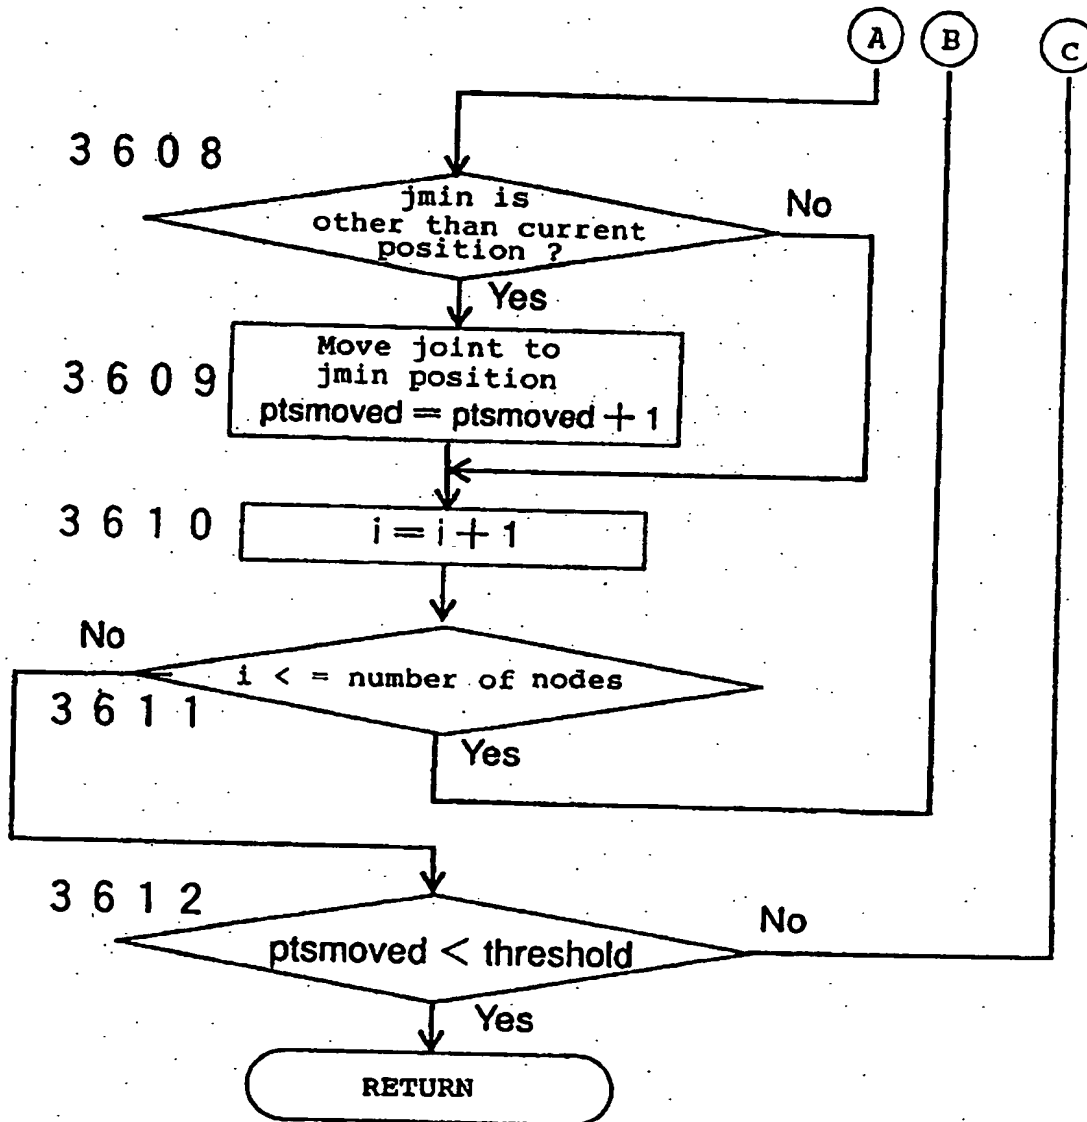 A B C
3608
jmin is
other than current
position ?
No
Yes
3609
Move joint to
jmin position
ptsmoved = ptsmoved + 1
3610
i = i + 1
No
i < = number of nodes
3611
Yes
3612
No
ptsmoved < threshold
Yes
RETURN